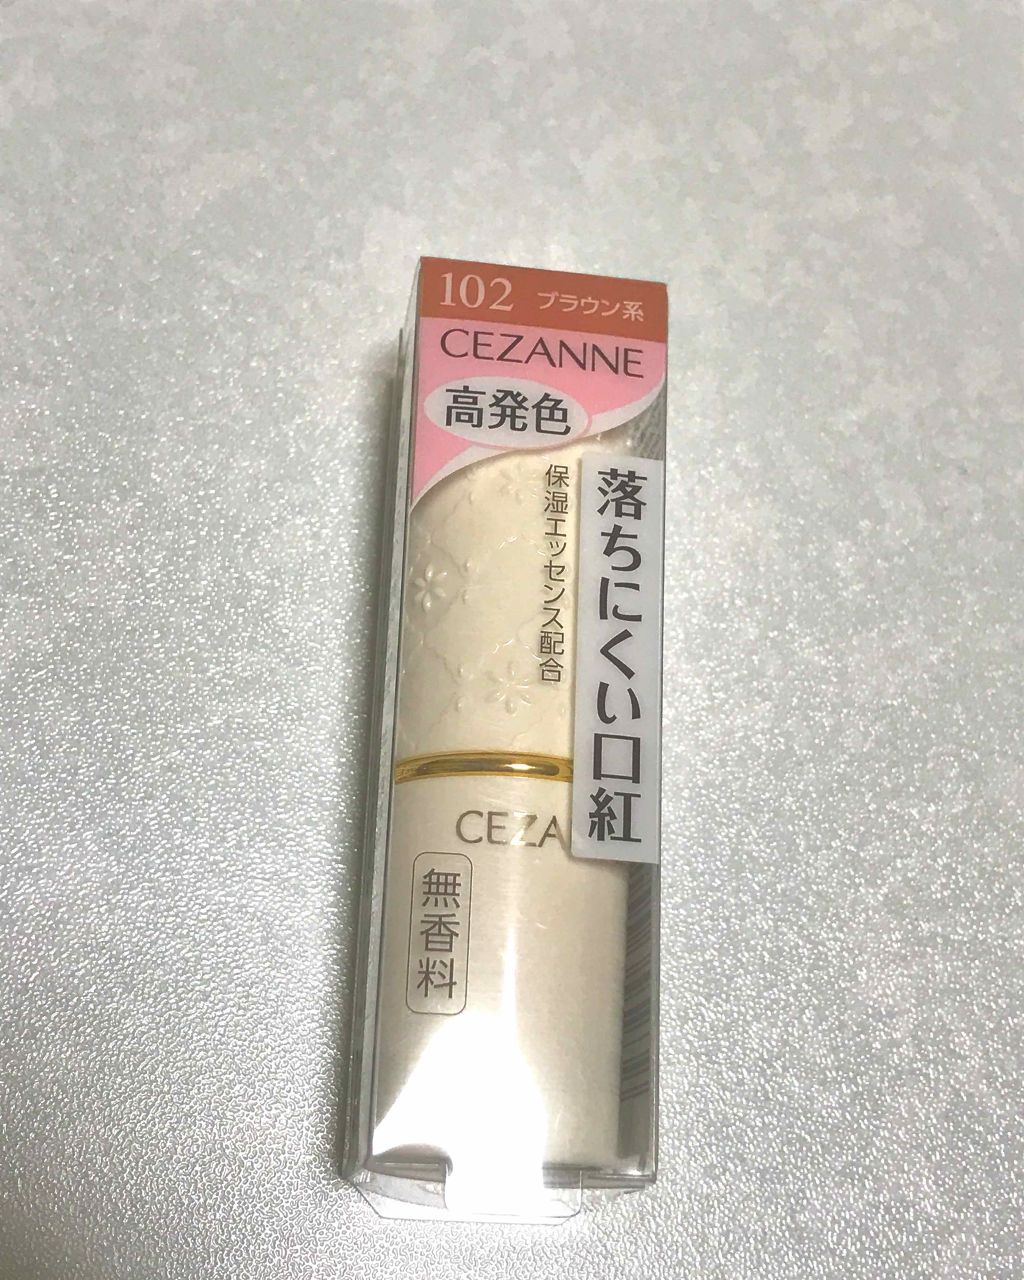 102 ブラウン系
CEZANNE
高発色
落ちにくい口紅
保湿エッセンス配合
CEZA
無香料